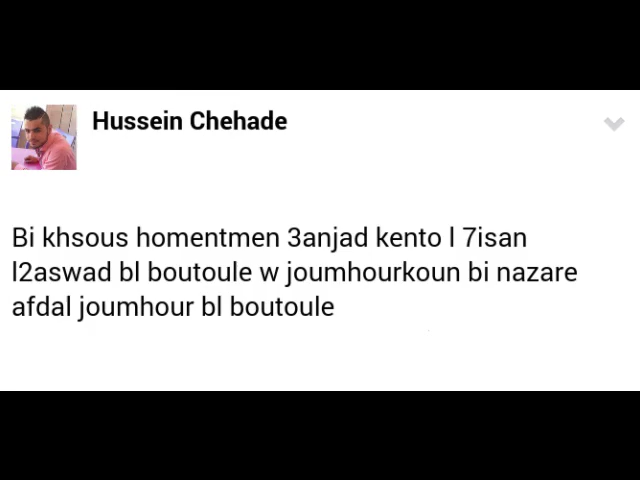 Hussein Chehade
Bi khsous homentmen 3anjad kento l 7isan
l2aswad bl boutoule w joumhourkoun bi nazare
afdal joumhour bl boutoule